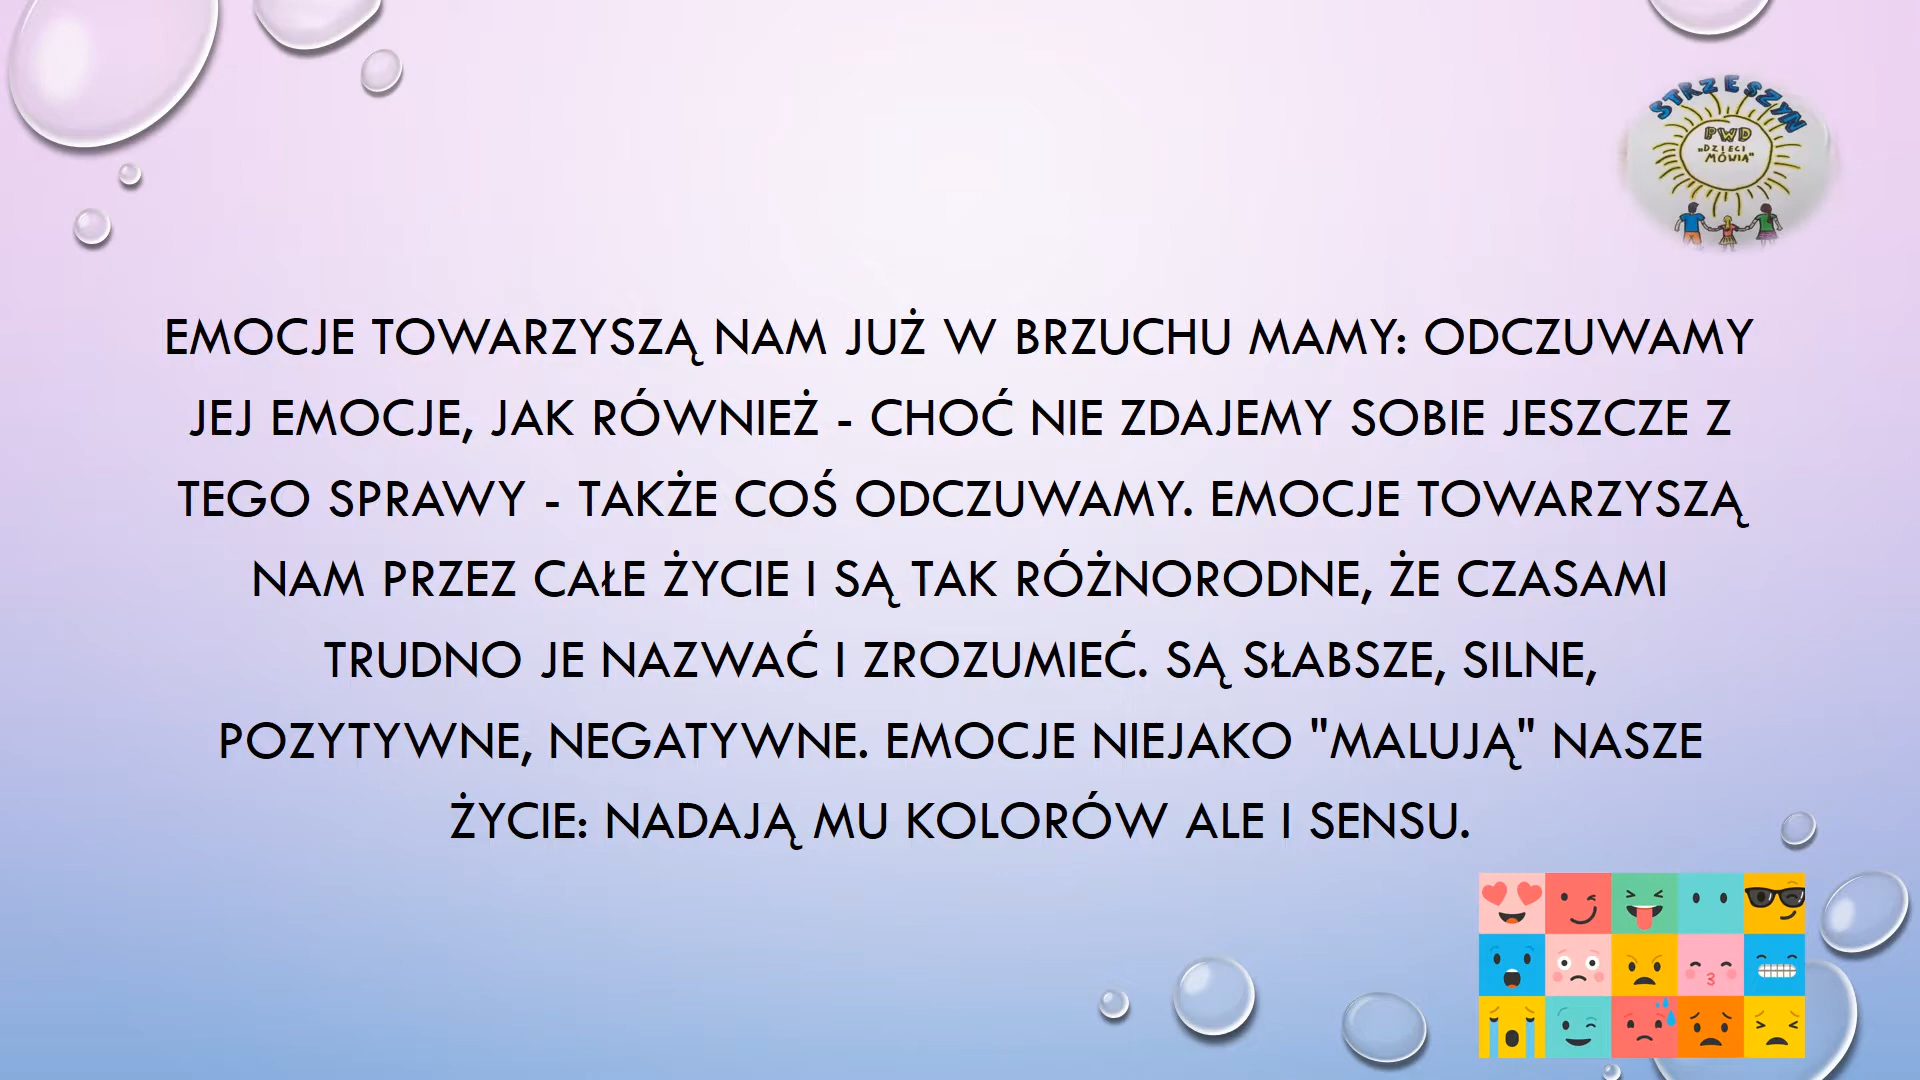 STRZESZYN
PWD
"DZIECI
MÓWIĄ"
EMOCJE TOWARZYSZĄ NAM JUŻ W BRZUCHU MAMY: ODCZUWAMY
JEJ EMOCJE, JAK RÓWNIEŻ - CHOĆ NIE ZDAJEMY SOBIE JESZCZE Z
TEGO SPRAWY - TAKŻE COŚ ODCZUWAMY. EMOCJE TOWARZYSZĄ
NAM PRZEZ CAŁE ŻYCIE I SĄ TAK RÓŻNORODNE, ŻE CZASAMI
TRUDNO JE NAZWAĆ I ZROZUMIEĆ. SĄ SŁABSZE, SILNE,
POZYTYWNE, NEGATYWNE. EMOCJE NIEJAKO "MALUJĄ" NASZE
ŻYCIE: NADAJĄ MU KOLORÓW ALE I SENSU.